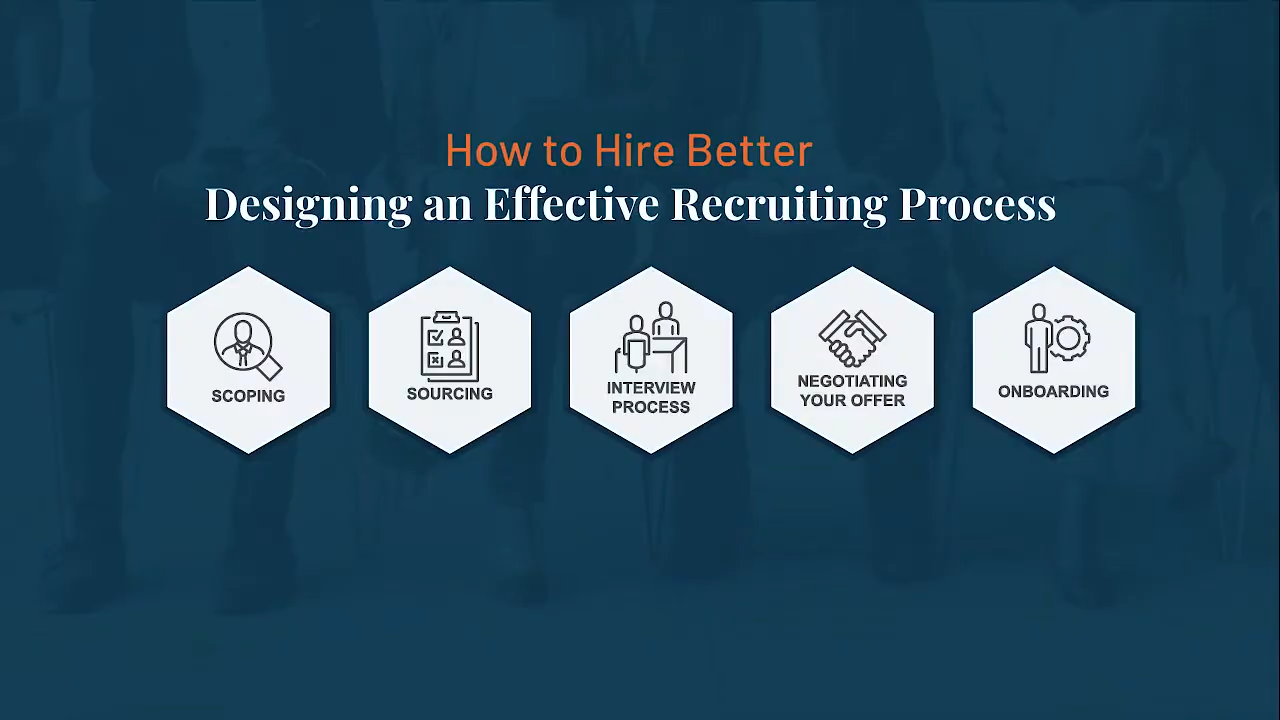 How to Hire Better
Designing an Effective Recruiting Process
SCOPING
SOURCING
INTERVIEW
PROCESS
NEGOTIATING
YOUR OFFER
ONBOARDING